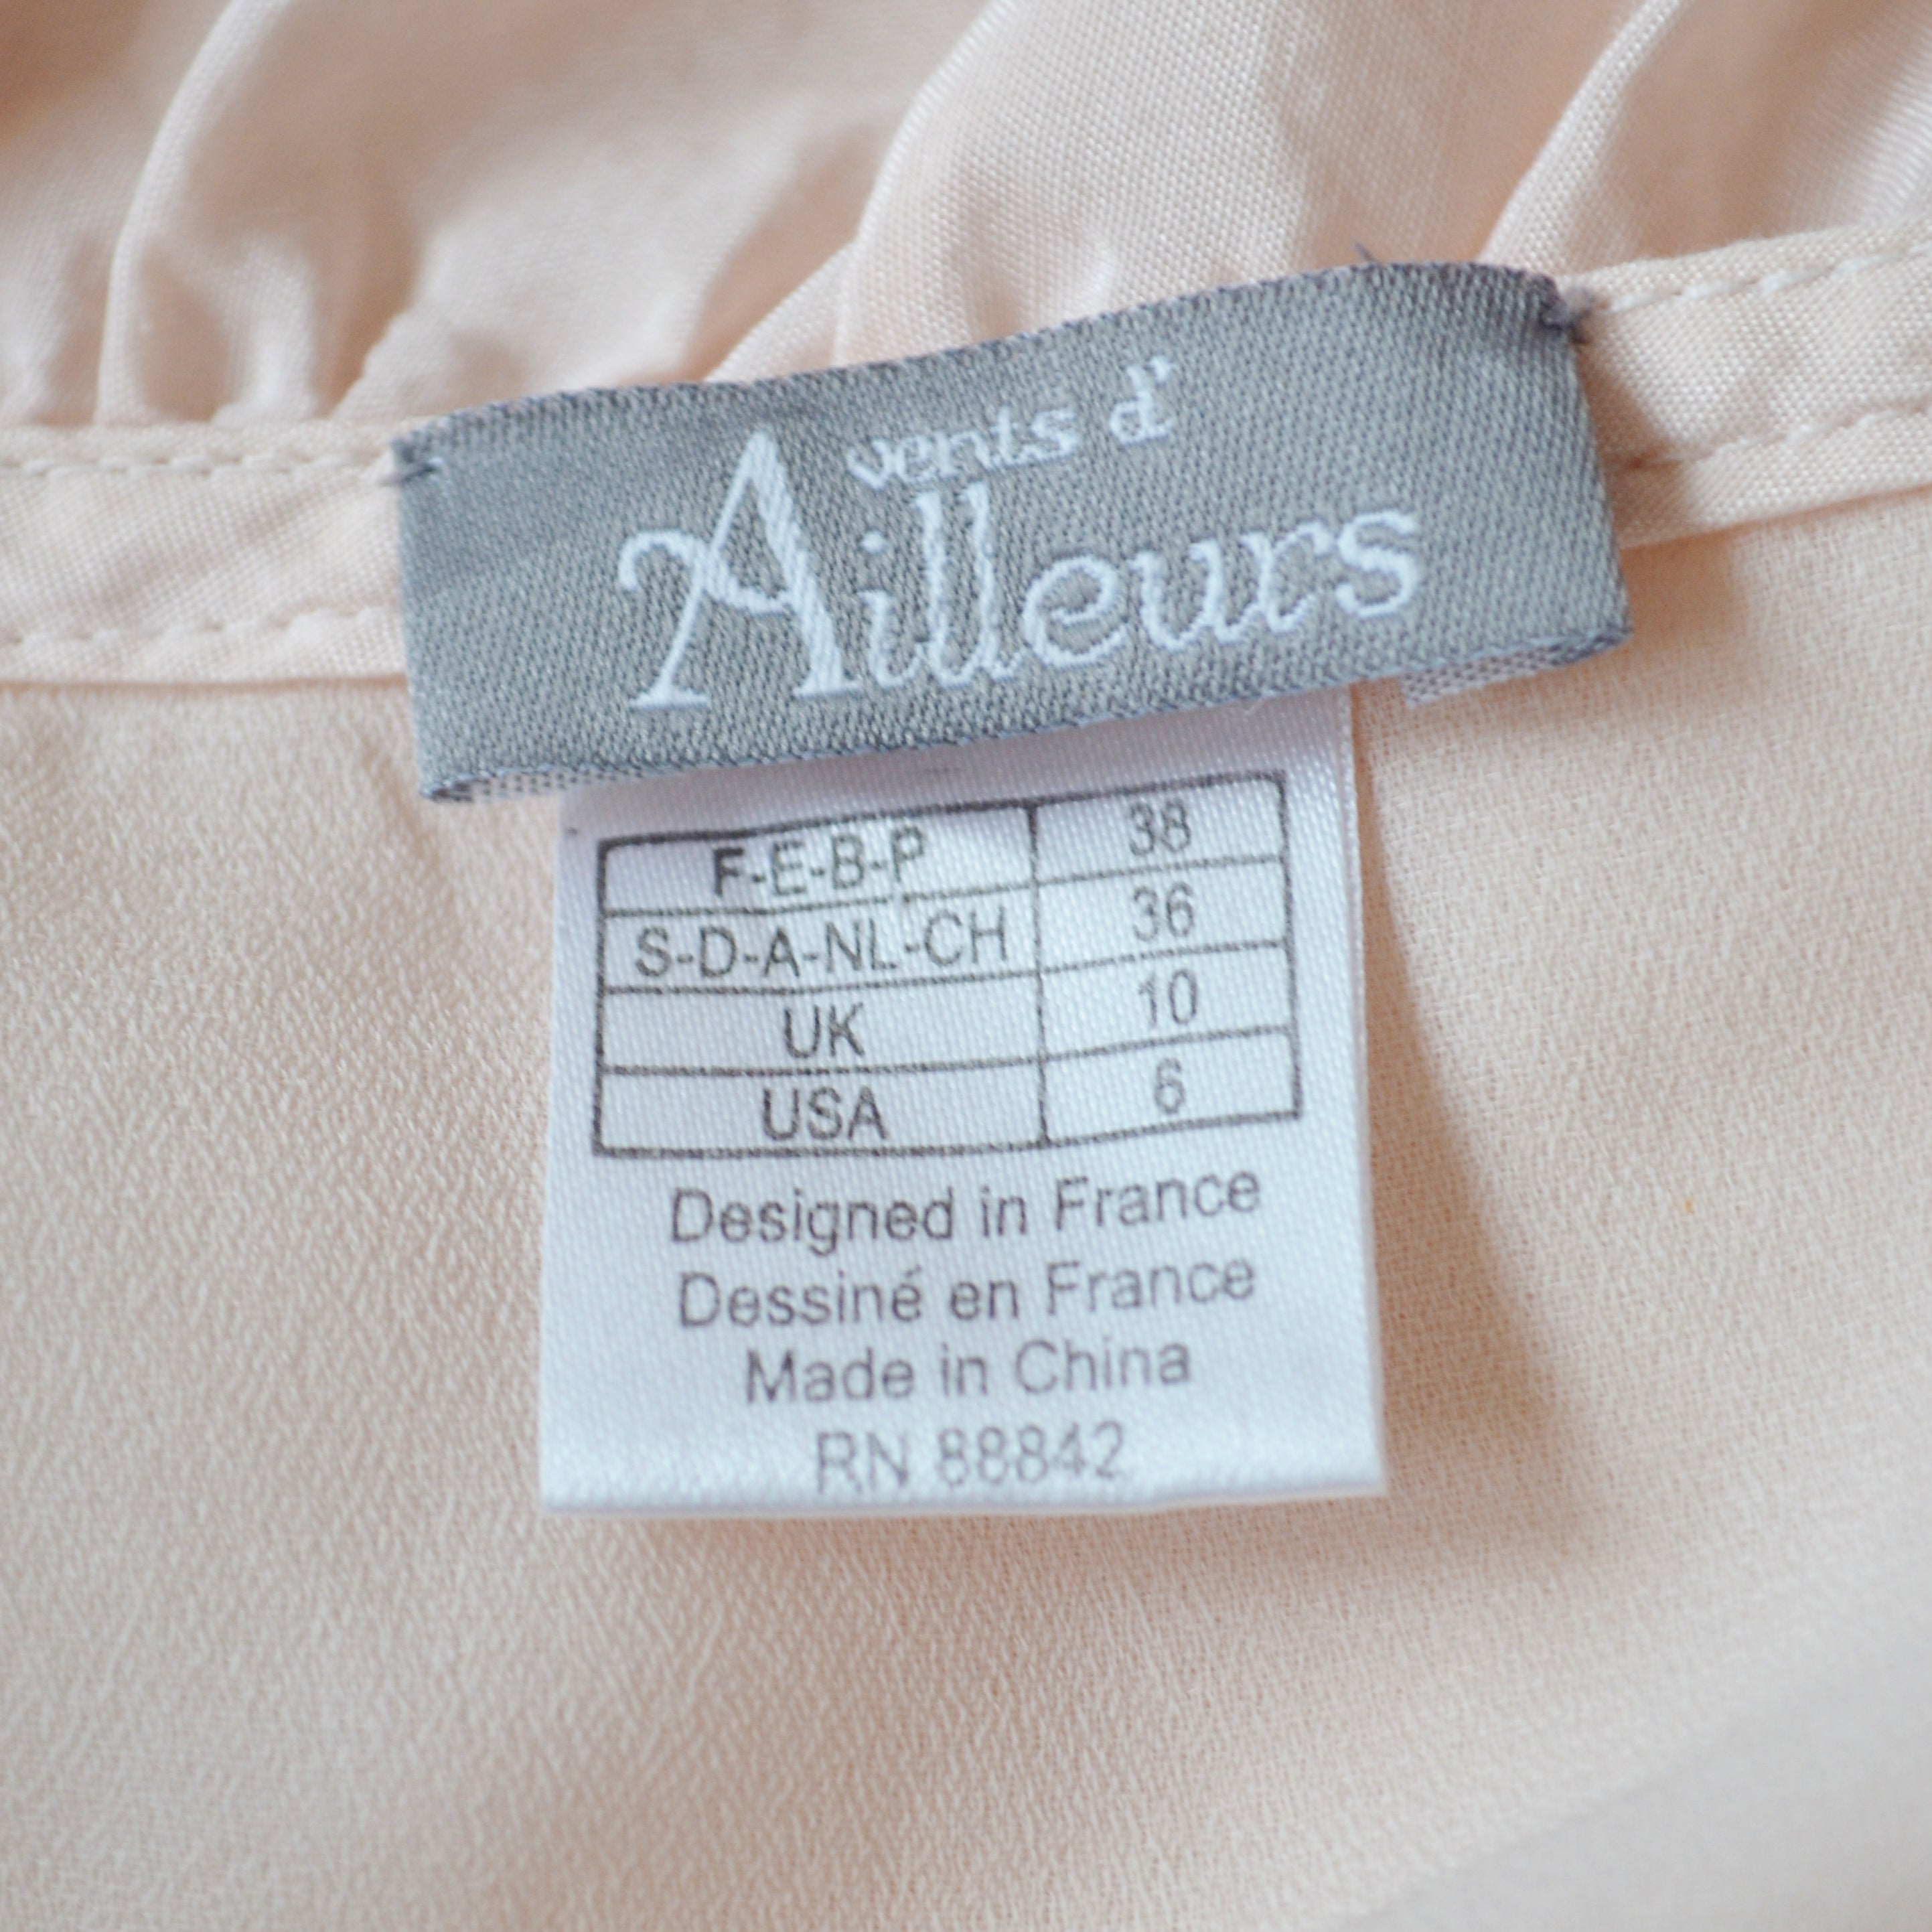 vents d'
Ailleurs
F-E-B-P 38
S-D-A-NL-CH 36
UK 10
USA 6
Designed in France
Dessiné en France
Made in China
RN 88842